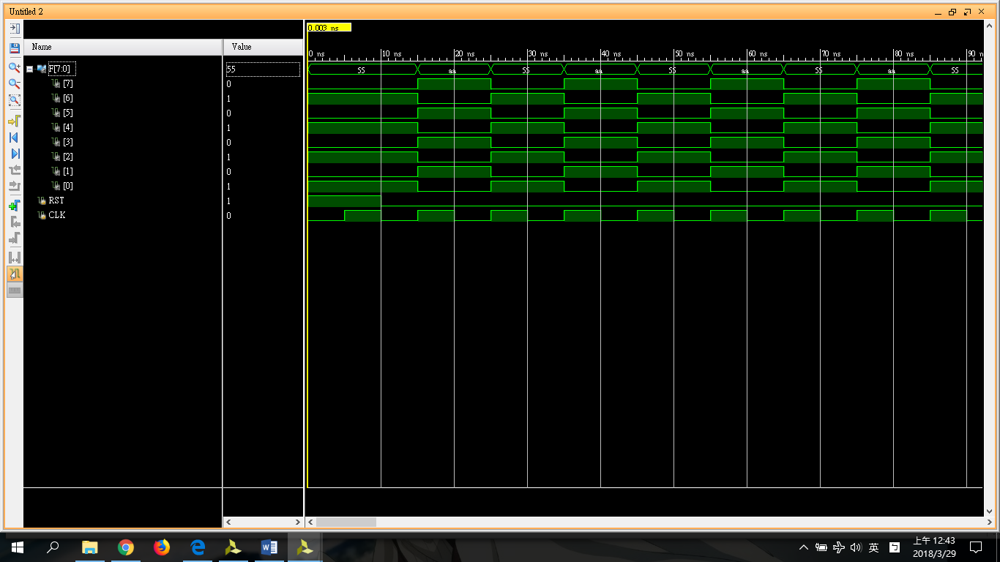 Untitled 2
0.003 ns
Name
Value
0 ns
10 ns
20 ns
30 ns
40 ns
50 ns
60 ns
70 ns
80 ns
90 n
F[7:0]
55
55
aa
55
aa
55
aa
55
aa
55
[7]
0
[6]
1
[5]
0
[4]
1
[3]
0
[2]
1
[1]
0
[0]
1
RST
1
CLK
0
英
上午 12:43
2018/3/29